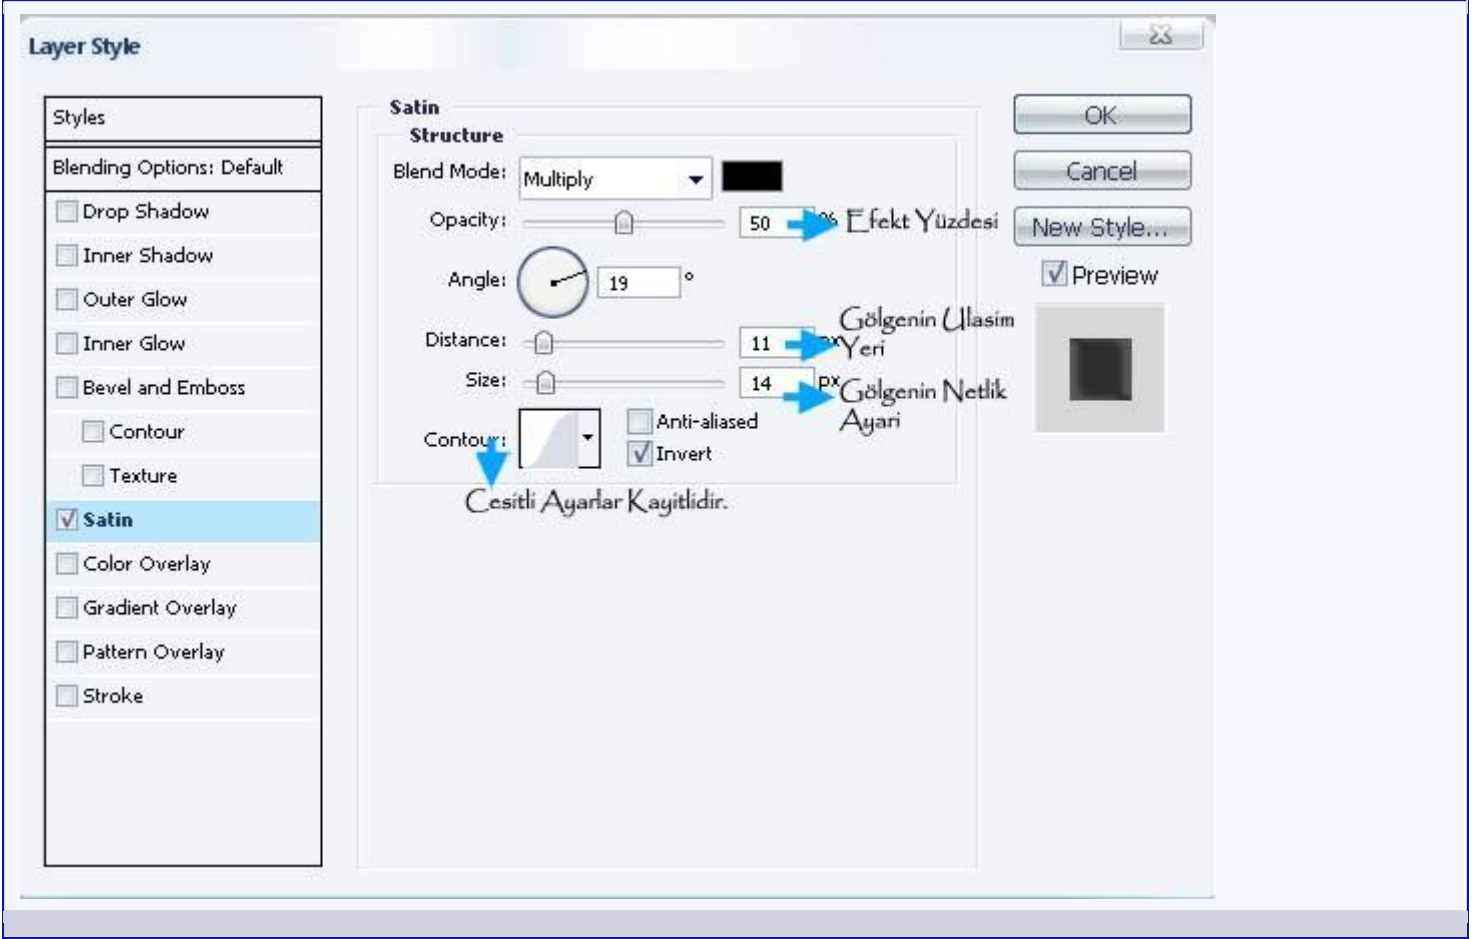 Layer Style
Styles
Blending Options: Default
Drop Shadow
Inner Shadow
Outer Glow
Inner Glow
Bevel and Emboss
Contour
Texture
Satin
Color Overlay
Gradient Overlay
Pattern Overlay
Stroke
Satin
Structure
Blend Mode: Multiply
Opacity: 50 % Efekt Yüzdesi
Angle: 19 °
Distance: 11 px Gölgenin Ulasim
Yeri
Size: 14 px Gölgenin Netlik
Ayari
Contour: Anti-aliased
Invert
Cesitli Ayarlar Kayitlidir.
OK
Cancel
New Style...
Preview